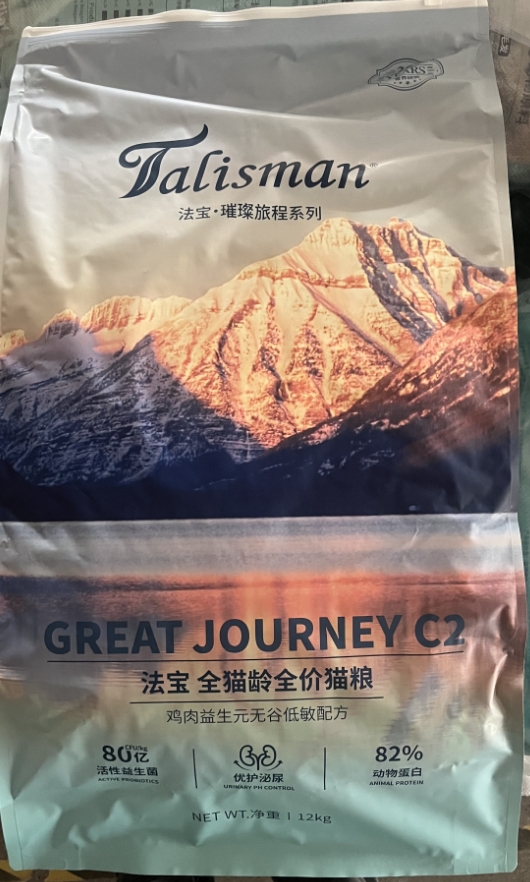 Talisman
法宝·璀璨旅程系列
GREAT JOURNEY C2
法宝 全猫龄全价猫粮
鸡肉益生元无谷低敏配方
80亿 CFU/kg
活性益生菌
ACTIVE PROBIOTICS
优护泌尿
URINARY PH CONTROL
82%
动物蛋白
ANIMAL PROTEIN
NET WT.净重 | 12kg